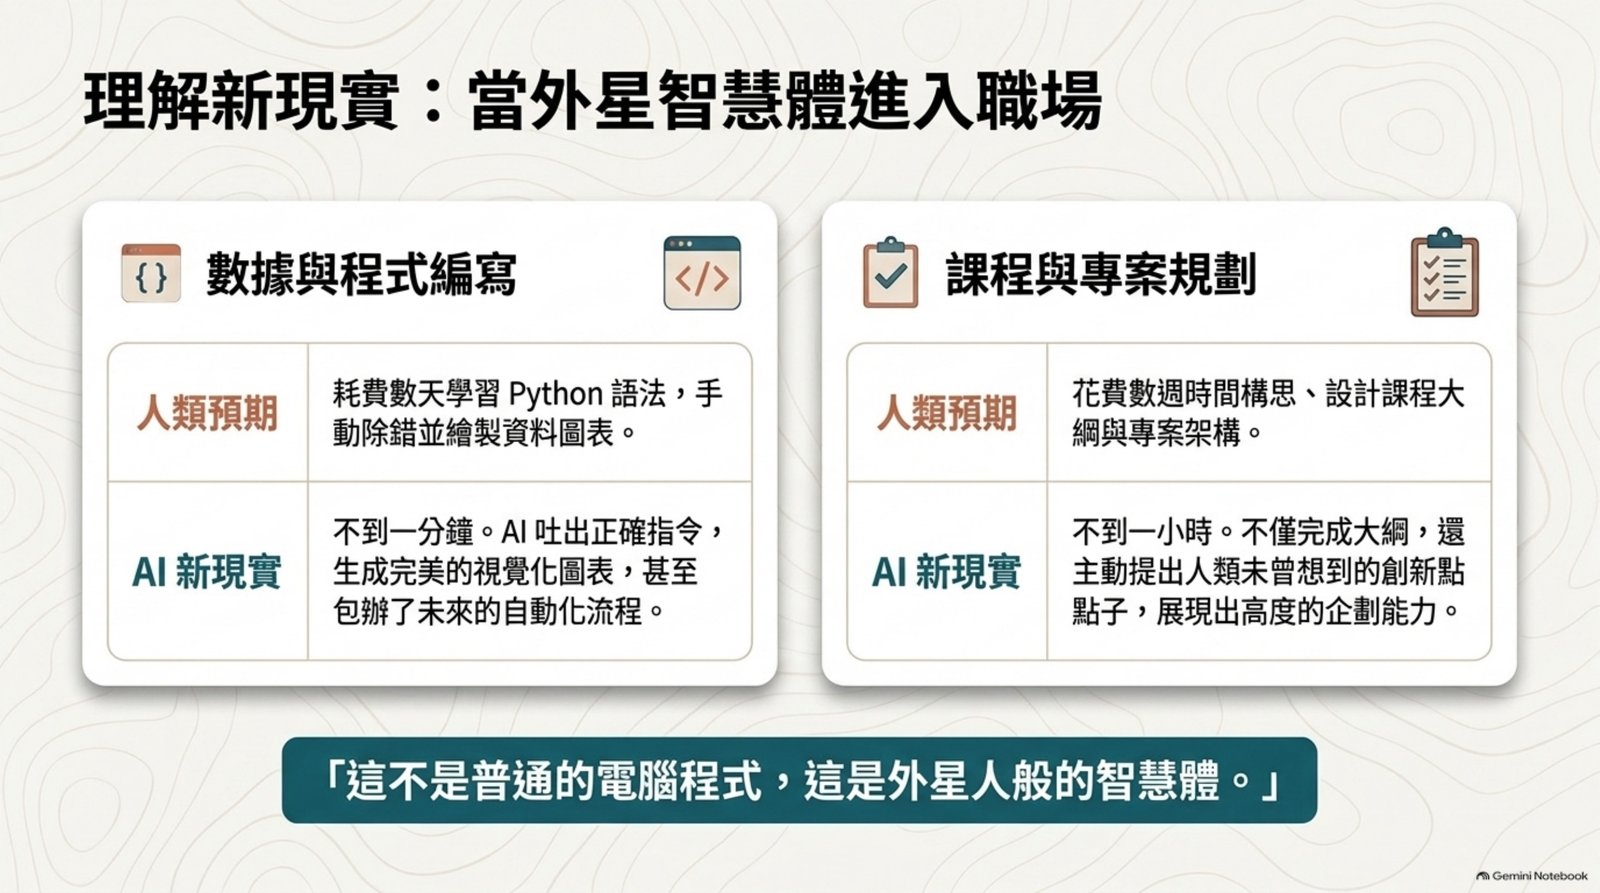 理解新現實：當外星智慧體進入職場
{}
數據與程式編寫
</>
人類預期
耗費數天學習 Python 語法，手
動除錯並繪製資料圖表。
AI 新現實
不到一分鐘。AI 吐出正確指令，
生成完美的視覺化圖表，甚至
包辦了未來的自動化流程。
課程與專案規劃
人類預期
花費數週時間構思、設計課程大
綱與專案架構。
AI 新現實
不到一小時。不僅完成大綱，還
主動提出人類未曾想到的創新點
點子，展現出高度的企劃能力。
「這不是普通的電腦程式，這是外星人般的智慧體。」
Gemini Notebook